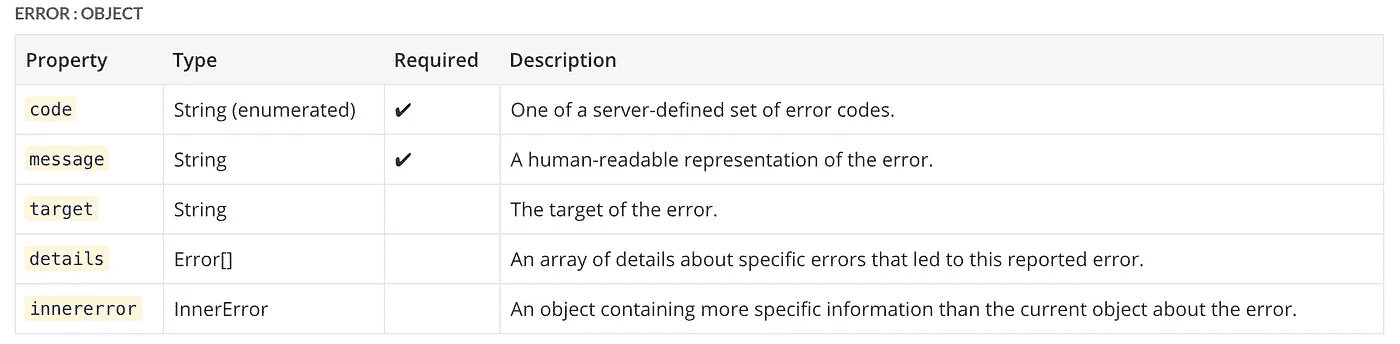 ERROR : OBJECT
Property Type Required Description
code String (enumerated) ✔ One of a server-defined set of error codes.
message String ✔ A human-readable representation of the error.
target String The target of the error.
details Error[] An array of details about specific errors that led to this reported error.
innererror InnerError An object containing more specific information than the current object about the error.